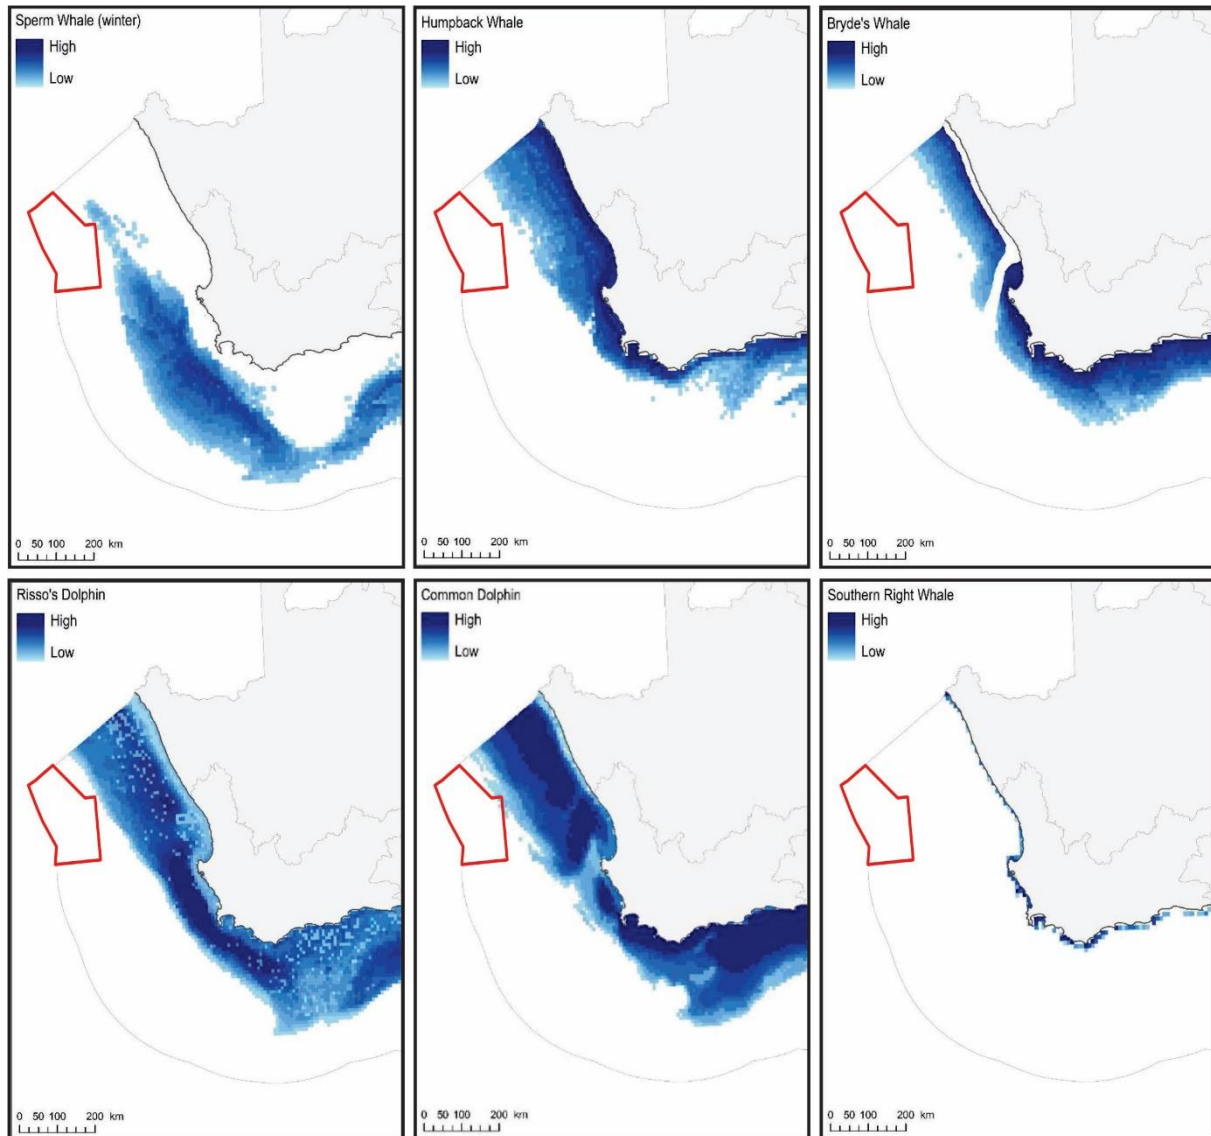 Sperm Whale (winter)
High
Low
0 50 100 200 km
Humpback Whale
High
Low
0 50 100 200 km
Bryde's Whale
High
Low
0 50 100 200 km
Risso's Dolphin
High
Low
0 50 100 200 km
Common Dolphin
High
Low
0 50 100 200 km
Southern Right Whale
High
Low
0 50 100 200 km